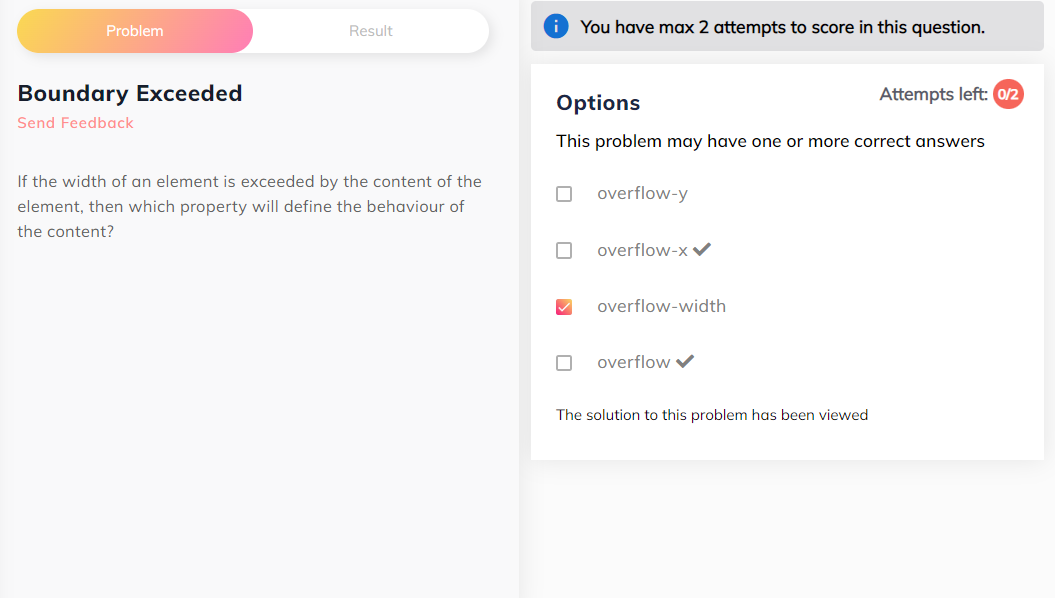 Problem
Result
Boundary Exceeded
Send Feedback
If the width of an element is exceeded by the content of the
element, then which property will define the behaviour of
the content?
You have max 2 attempts to score in this question.
Options
Attempts left: 0/2
This problem may have one or more correct answers
overflow-y
overflow-x
overflow-width
overflow
The solution to this problem has been viewed